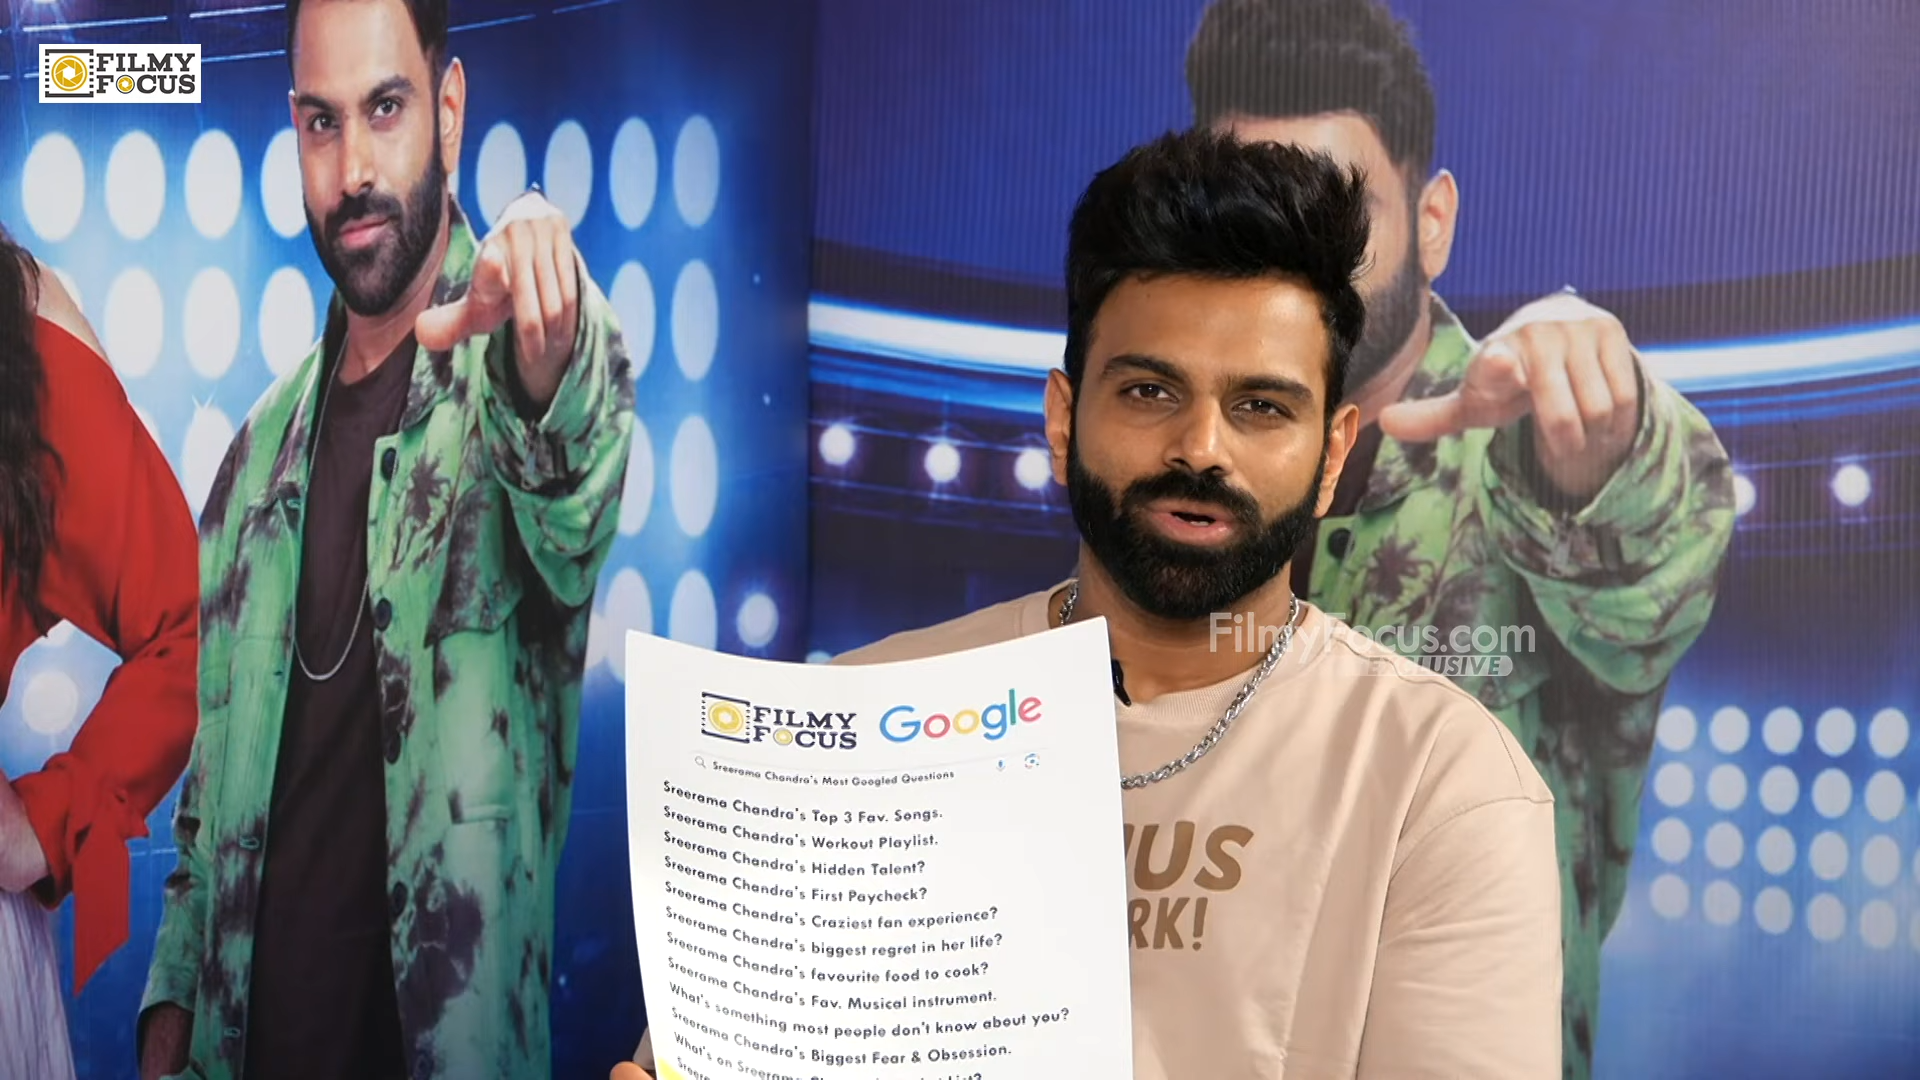 FILMY
FOCUS
FilmyFocus.com
EXCLUSIVE
FILMY
FOCUS
Google
Sreerama Chandra's Most Googled Questions
Sreerama Chandra's Top 3 Fav. Songs.
Sreerama Chandra's Workout Playlist.
Sreerama Chandra's Hidden Talent?
Sreerama Chandra's First Paycheck?
Sreerama Chandra's Craziest fan experience?
Sreerama Chandra's biggest regret in her life?
Sreerama Chandra's favourite food to cook?
Sreerama Chandra's Fav. Musical instrument.
What's something most people don't know about you?
Sreerama Chandra's Biggest Fear & Obsession.
What's on Sreerama